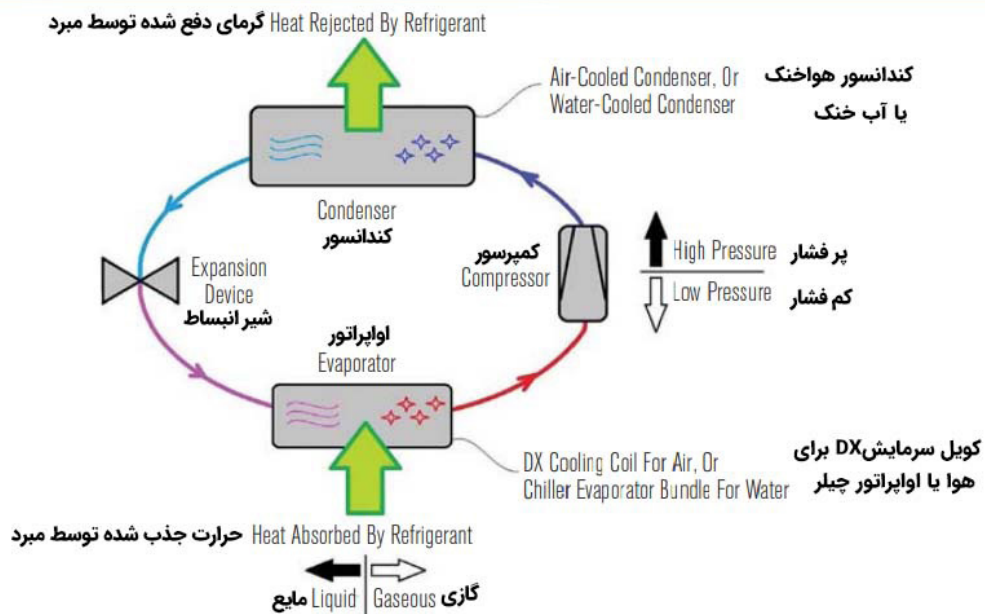 گرمای دفع شده توسط مبرد Heat Rejected By Refrigerant
Air-Cooled Condenser, Or
Water-Cooled Condenser
کندانسور هواخنک
یا آب خنک
Condenser
کندانسور
Expansion
Device
شیر انبساط
کمپرسور
Compressor
High Pressure پر فشار
Low Pressure کم فشار
اواپراتور
Evaporator
DX Cooling Coil For Air, Or
Chiller Evaporator Bundle For Water
کویل سرمایشDX برای
هوا یا اواپراتور چیلر
حرارت جذب شده توسط مبرد Heat Absorbed By Refrigerant
مایع Liquid
Gaseous گازی